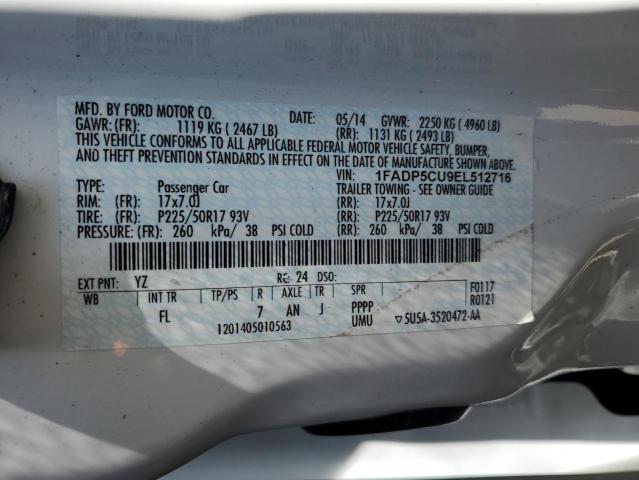 MFD. BY FORD MOTOR CO. 05/14 GVWR: 2250 KG ( 4960 LB)
GAWR: (FR): 1119 KG ( 2467 LB) (RR): 1131 KG ( 2493 LB)
THIS VEHICLE CONFORMS TO ALL APPLICABLE FEDERAL MOTOR VEHICLE SAFETY, BUMPER,
AND THEFT PREVENTION STANDARDS IN EFFECT ON THE DATE OF MANUFACTURE SHOWN ABOVE.
VIN: 1FADP5CU9EL512716
TYPE: Passenger Car TRAILER TOWING - SEE OWNER GUIDE
RIM: (FR): 17x7.0J (RR): 17x7.0J
TIRE: (FR): P225/50R17 93V (RR): P225/50R17 93V
PRESSURE: (FR): 260 kPa/ 38 PSI COLD (RR): 260 kPa/ 38 PSI COLD
EXT PNT: YZ RC: 24 DSO: F0117
WB INT TR TP/PS R AXLE TR SPR R0121
FL 7 AN J PPPP
1201405010563 UMU ▽5U5A-3520472-AA